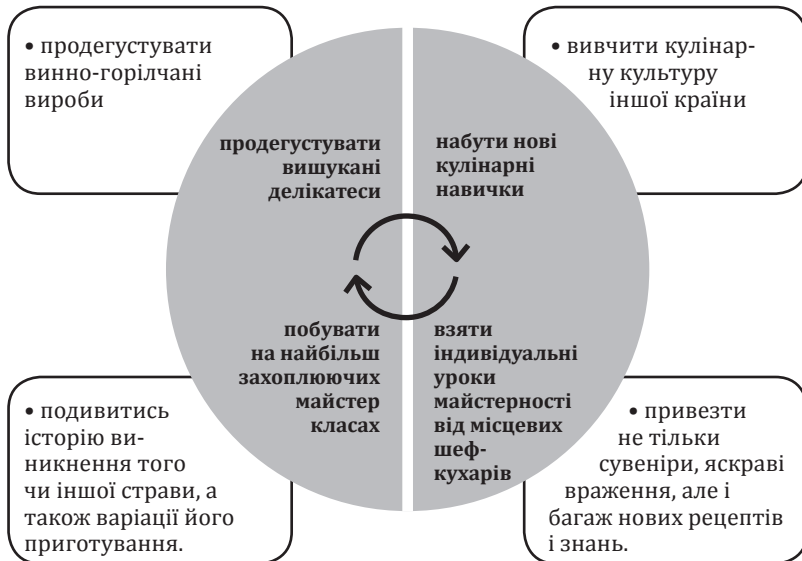 • продегустувати
винно-горілчані
вироби
• вивчити кулінар-
ну культуру
іншої країни
продегустувати
вишукані
делікатеси
набути нові
кулінарні
навички
побувати
на найбільш
захоплюючих
майстер
класах
взяти
індивідуальні
уроки
майстерності
від місцевих
шеф-
кухарів
• подивитись
історію ви-
никнення того
чи іншої страви, а
також варіації його
приготування.
• привезти
не тільки
сувеніри, яскраві
враження, але і
багаж нових рецептів
і знань.